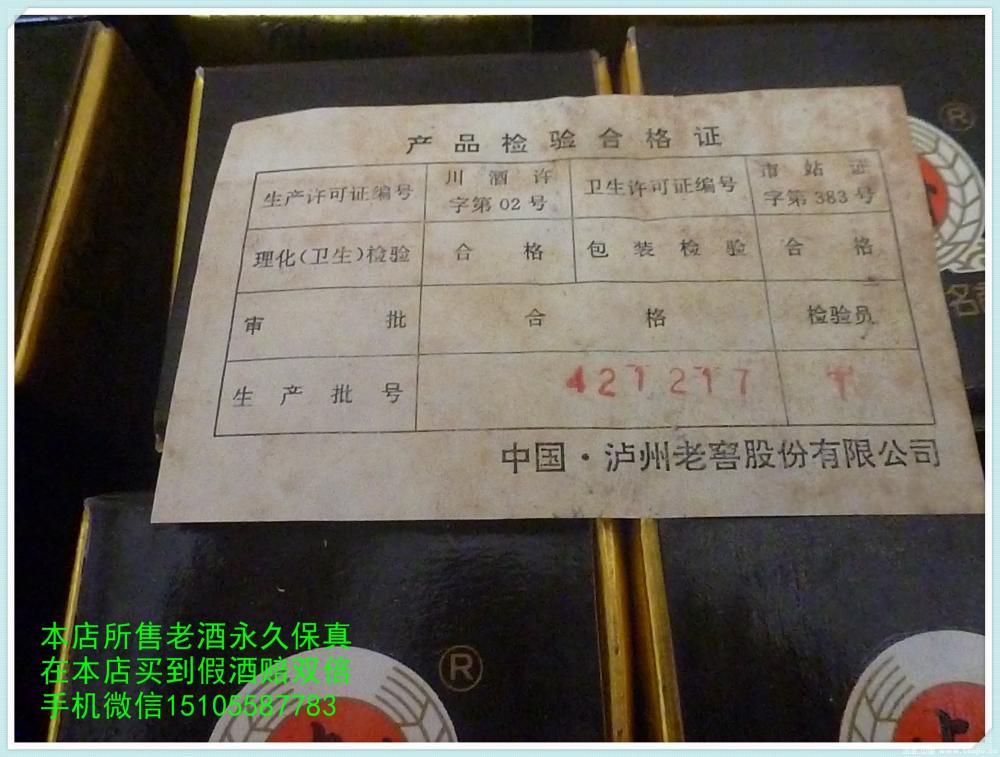 产品检验合格证
生产许可证编号 川酒许字第02号 卫生许可证编号 市站证字第383号
理化(卫生)检验 合格 包装检验 合格
审批 合格 检验员
生产批号 421217
中国·泸州老窖股份有限公司
®
名
®
本店所售老酒永久保真
在本店买到假酒赔双倍
手机微信15105587783